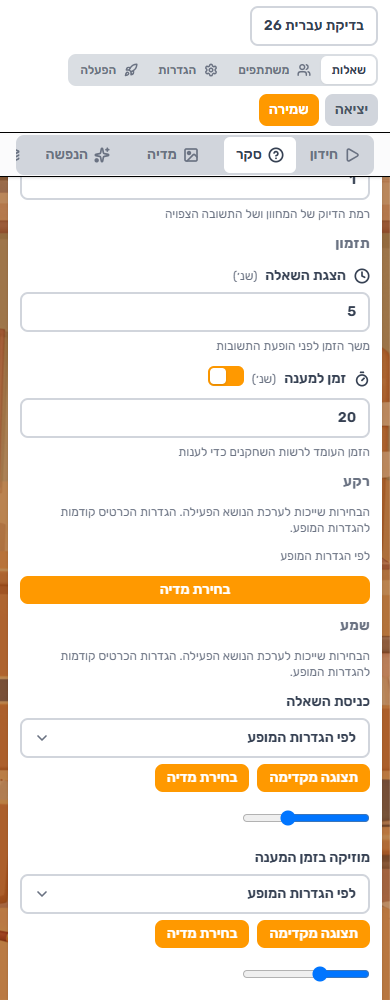 בדיקת עברית 26
שאלות משתתפים הגדרות הפעלה
יציאה שמירה
חידון סקר מדיה הנפשה
רמת הדיוק של המחוון ושל התשובה הצפויה
תזמון
הצגת השאלה (שנ')
5
משך הזמן לפני הופעת התשובות
זמן למענה (שנ')
20
הזמן העומד לרשות השחקנים כדי לענות
רקע
הבחירות שייכות לערכת הנושא הפעילה. הגדרות הכרטיס קודמות
להגדרות המופע.
לפי הגדרות המופע
בחירת מדיה
שמע
הבחירות שייכות לערכת הנושא הפעילה. הגדרות הכרטיס קודמות
להגדרות המופע.
כניסת השאלה
לפי הגדרות המופע
תצוגה מקדימה בחירת מדיה
מוזיקה בזמן המענה
לפי הגדרות המופע
תצוגה מקדימה בחירת מדיה